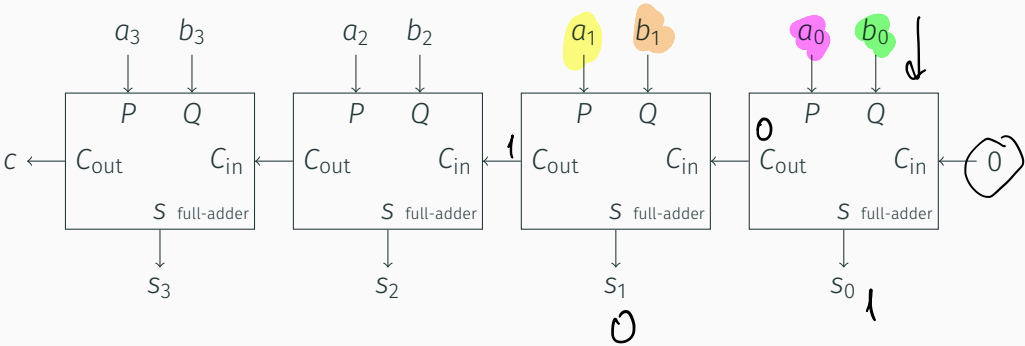 a₃ b₃ a₂ b₂ a₁ b₁ a₀ b₀
P Q P Q P Q P Q
0
1
c Cout Cin Cout Cin Cout Cin Cout Cin 0
S full-adder S full-adder S full-adder S full-adder
s₃ s₂ s₁ s₀
1
0